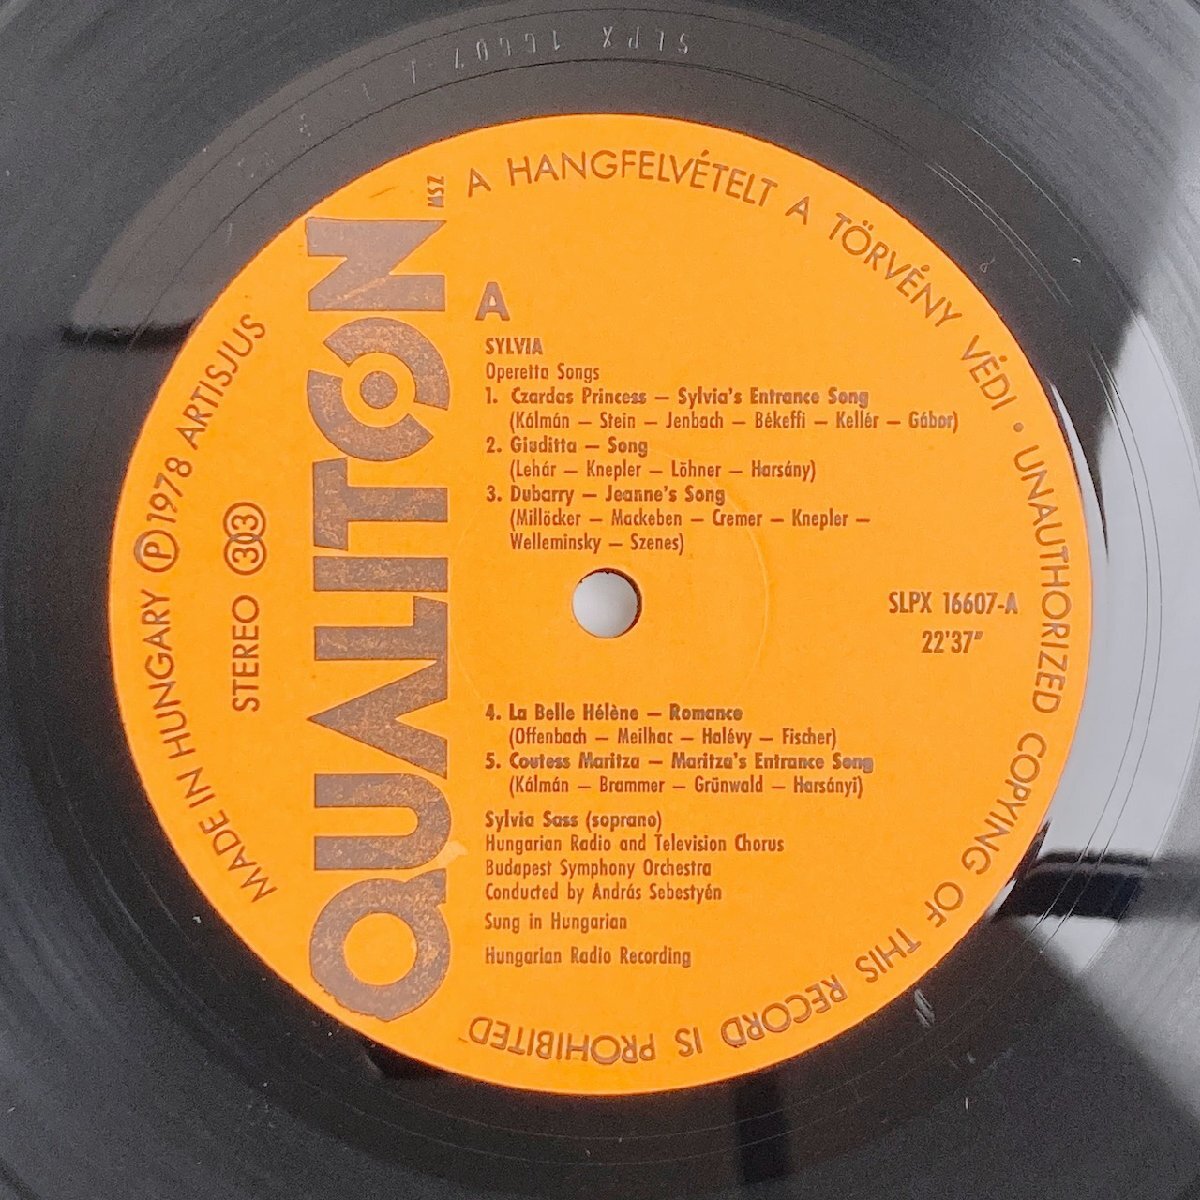 SLPX 16607
A HANGFELVÉTELT A TÖRVÉNY VÉDI · UNAUTHORIZED COPYING OF THIS RECORD IS PROHIBITED
MADE IN HUNGARY Ⓟ 1978 ARTISJUS
STEREO 33
QUALITON
MSZ
A
SYLVIA
Operetta Songs
1. Czardas Princess — Sylvia's Entrance Song
(Kálmán — Stein — Jenbach — Békeffi — Kellér — Gábor)
2. Giuditta — Song
(Lehár — Knepler — Löhner — Harsány)
3. Dubarry — Jeanne's Song
(Millöcker — Mackeben — Cremer — Knepler —
Welleminsky — Szenes)
SLPX 16607-A
22'37"
4. La Belle Hélène — Romance
(Offenbach — Meilhac — Halévy — Fischer)
5. Coutess Maritza — Maritza's Entrance Song
(Kálmán — Brammer — Grünwald — Harsányi)
Sylvia Sass (soprano)
Hungarian Radio and Television Chorus
Budapest Symphony Orchestra
Conducted by András Sebestyén
Sung in Hungarian
Hungarian Radio Recording